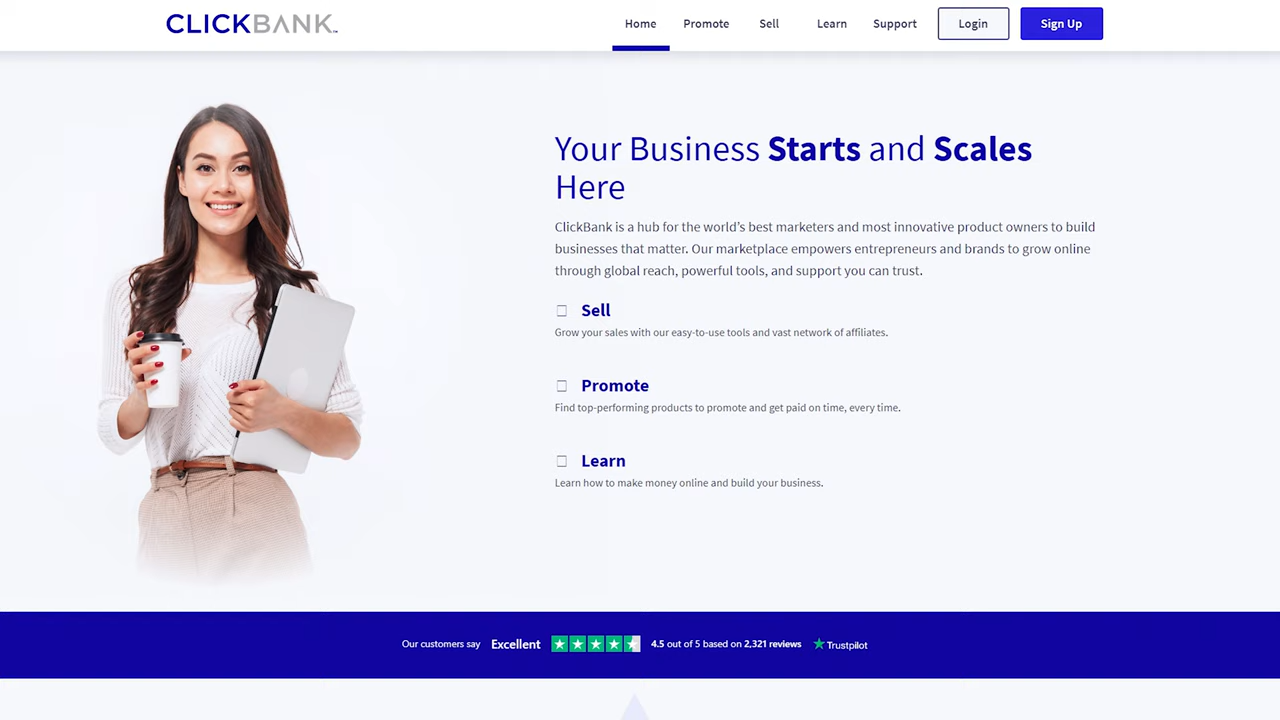 CLICKBANK
Home Promote Sell Learn Support Login Sign Up
Your Business Starts and Scales
Here
ClickBank is a hub for the world’s best marketers and most innovative product owners to build
businesses that matter. Our marketplace empowers entrepreneurs and brands to grow online
through global reach, powerful tools, and support you can trust.
Sell
Grow your sales with our easy-to-use tools and vast network of affiliates.
Promote
Find top-performing products to promote and get paid on time, every time.
Learn
Learn how to make money online and build your business.
Our customers say Excellent 4.5 out of 5 based on 2,321 reviews Trustpilot